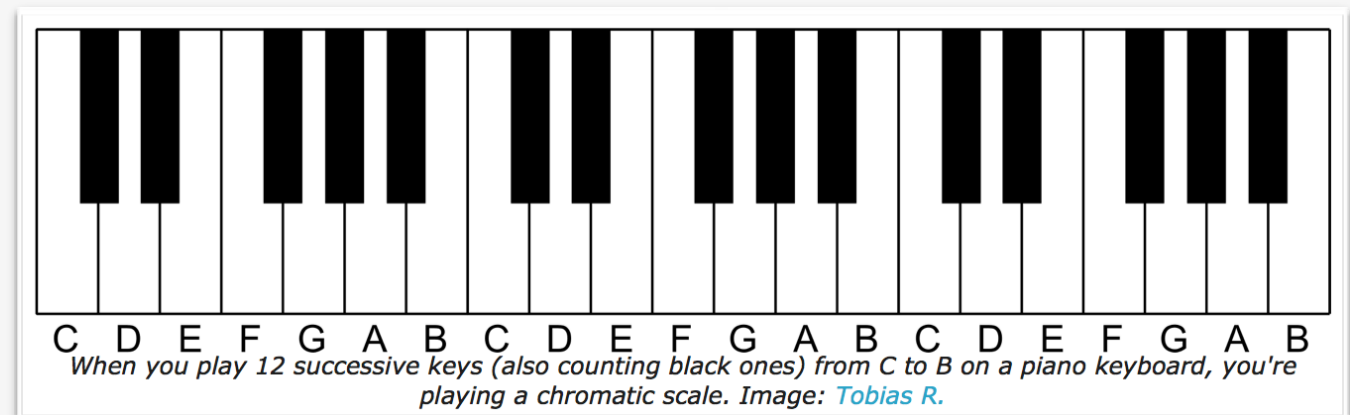 C D E F G A B C D E F G A B C D E F G A B
When you play 12 successive keys (also counting black ones) from C to B on a piano keyboard, you're
playing a chromatic scale. Image: Tobias R.